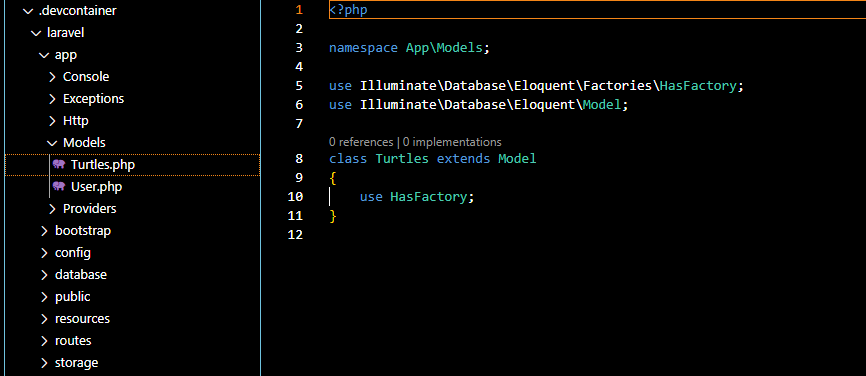 .devcontainer
laravel
app
Console
Exceptions
Http
Models
Turtles.php
User.php
Providers
bootstrap
config
database
public
resources
routes
storage
1 <?php
2
3 namespace App\Models;
4
5 use Illuminate\Database\Eloquent\Factories\HasFactory;
6 use Illuminate\Database\Eloquent\Model;
7
0 references | 0 implementations
8 class Turtles extends Model
9 {
10 use HasFactory;
11 }
12